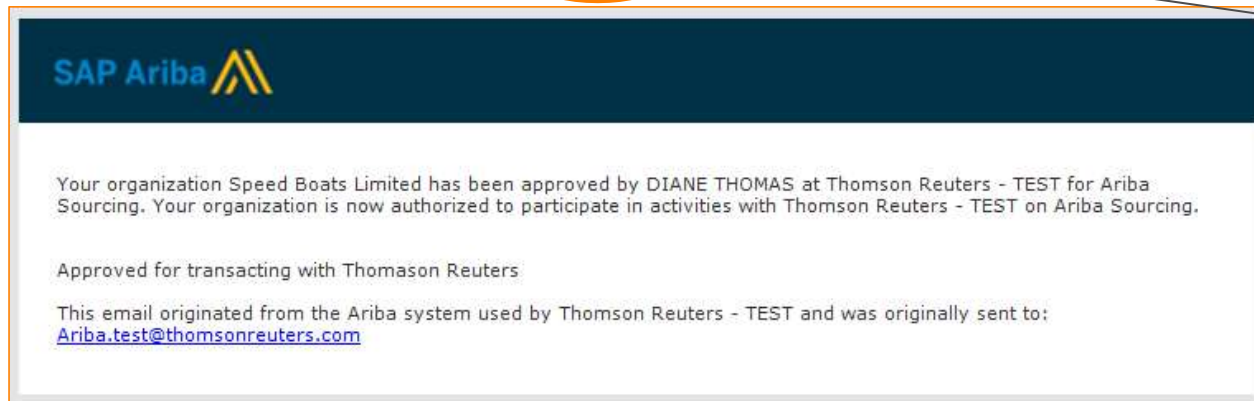 SAP Ariba
Your organization Speed Boats Limited has been approved by DIANE THOMAS at Thomson Reuters - TEST for Ariba
Sourcing. Your organization is now authorized to participate in activities with Thomson Reuters - TEST on Ariba Sourcing.
Approved for transacting with Thomason Reuters
This email originated from the Ariba system used by Thomson Reuters - TEST and was originally sent to:
Ariba.test@thomsonreuters.com